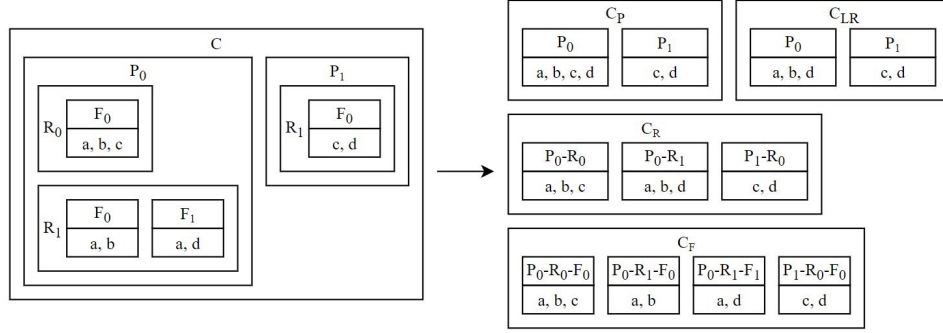 C
P0
R0
F0
a, b, c
R1
F0
a, b
F1
a, d
P1
R1
F0
c, d
CP
P0
a, b, c, d
P1
c, d
CLR
P0
a, b, d
P1
c, d
CR
P0-R0
a, b, c
P0-R1
a, b, d
P1-R0
c, d
CF
P0-R0-F0
a, b, c
P0-R1-F0
a, b
P0-R1-F1
a, d
P1-R0-F0
c, d